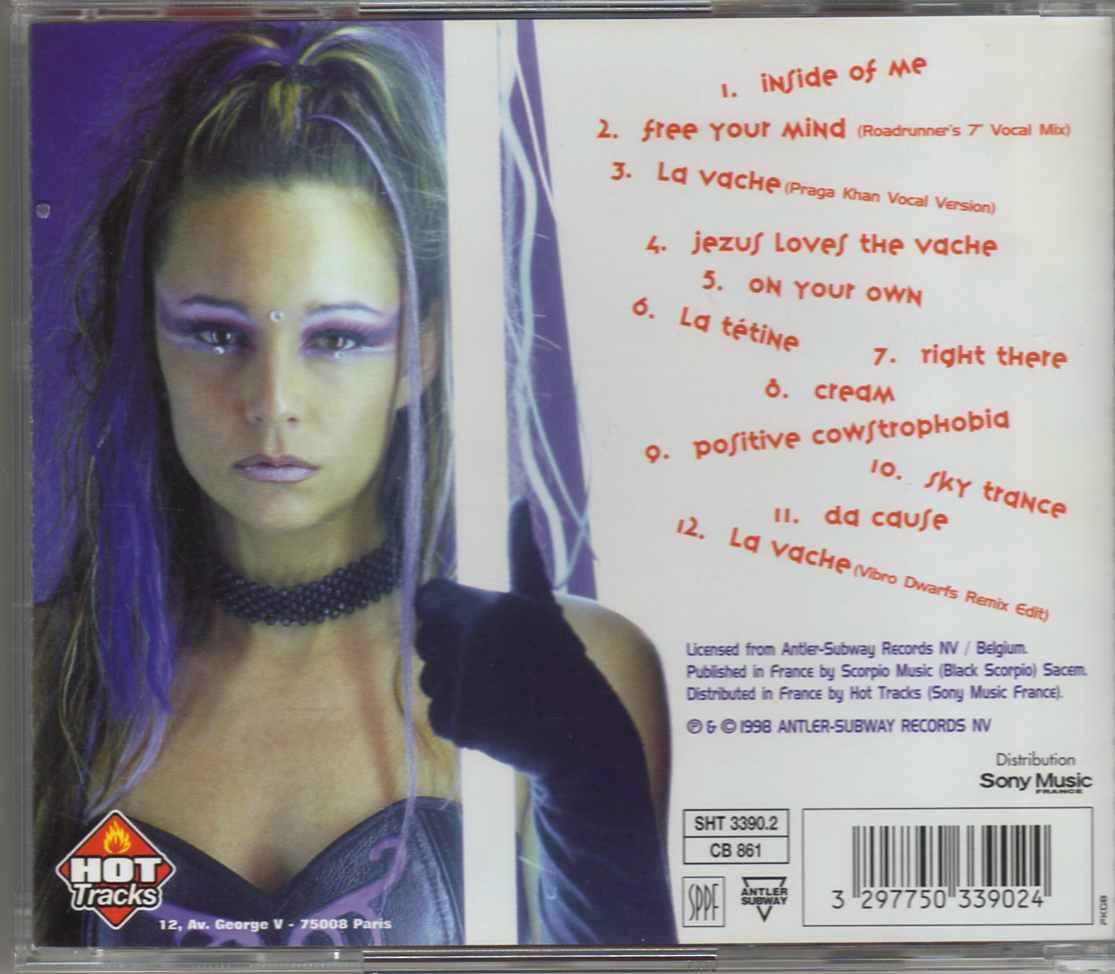 1. inside of me
2. free your mind (Roadrunner's 7" Vocal Mix)
3. La vache (Praga Khan Vocal Version)
4. jezus loves the vache
5. on your own
6. La tétine
7. right there
8. cream
9. positive cowstrophobia
10. sky trance
11. da cause
12. La vache (Vibro Dwarfs Remix Edit)
Licensed from Antler-Subway Records NV / Belgium.
Published in France by Scorpio Music (Black Scorpio) Sacem.
Distributed in France by Hot Tracks (Sony Music France).
℗ & © 1998 ANTLER-SUBWAY RECORDS NV
Distribution
Sony Music
FRANCE
SHT 3390.2
CB 861
SPPF
ANTLER
SUBWAY
3 297750 339024
PKGB
HOT
Tracks
12, Av. George V - 75008 Paris